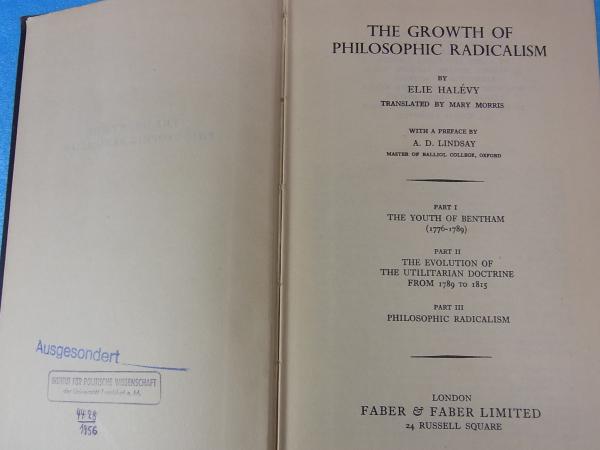 Ausgesondert
INSTITUT FÜR POLITISCHE WISSENSCHAFT
der Universität Frankfurt a. M.
1956
THE GROWTH OF
PHILOSOPHIC RADICALISM
BY
ELIE HALÉVY
TRANSLATED BY MARY MORRIS
WITH A PREFACE BY
A. D. LINDSAY
MASTER OF BALLIOL COLLEGE, OXFORD
PART I
THE YOUTH OF BENTHAM
(1776-1789)
PART II
THE EVOLUTION OF
THE UTILITARIAN DOCTRINE
FROM 1789 TO 1815
PART III
PHILOSOPHIC RADICALISM
LONDON
FABER & FABER LIMITED
24 RUSSELL SQUARE